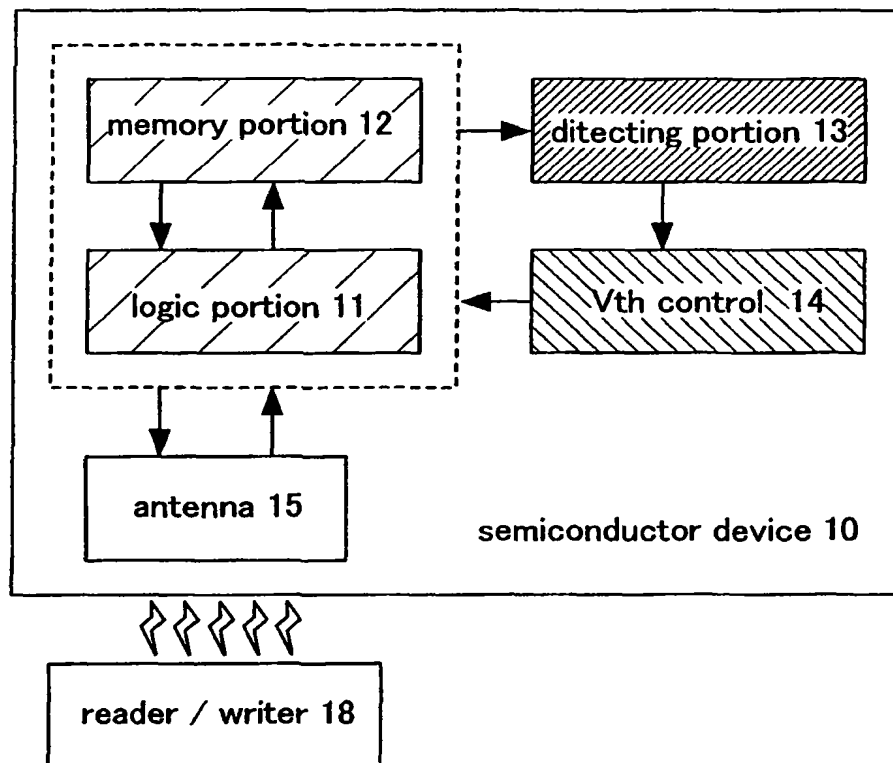 memory portion 12
ditecting portion 13
logic portion 11
Vth control 14
antenna 15
semiconductor device 10
reader / writer 18